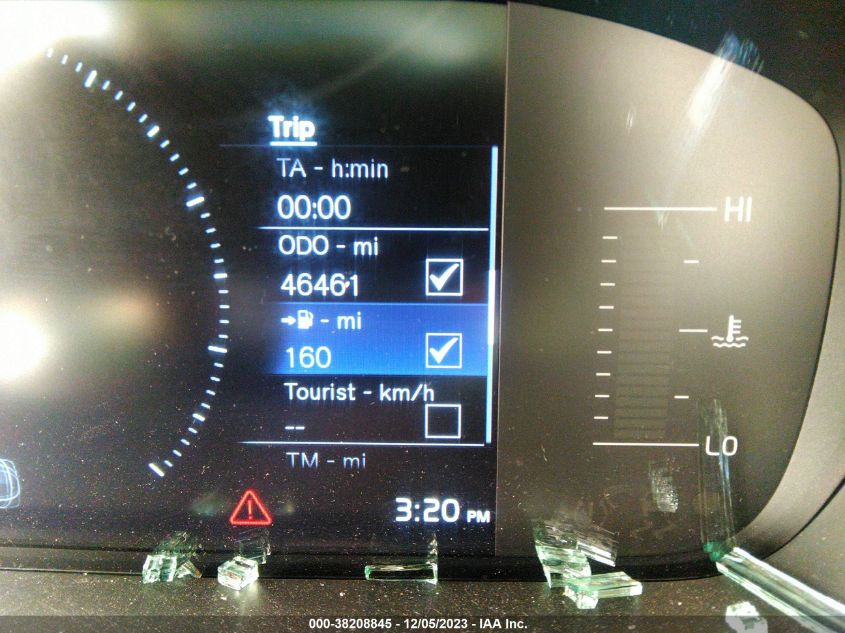 Trip
TA - h:min
00:00
ODO - mi
46461
- mi
160
Tourist - km/h
--
TM - mi
3:20 PM
HI
LO
000-38208845 - 12/05/2023 - IAA Inc.